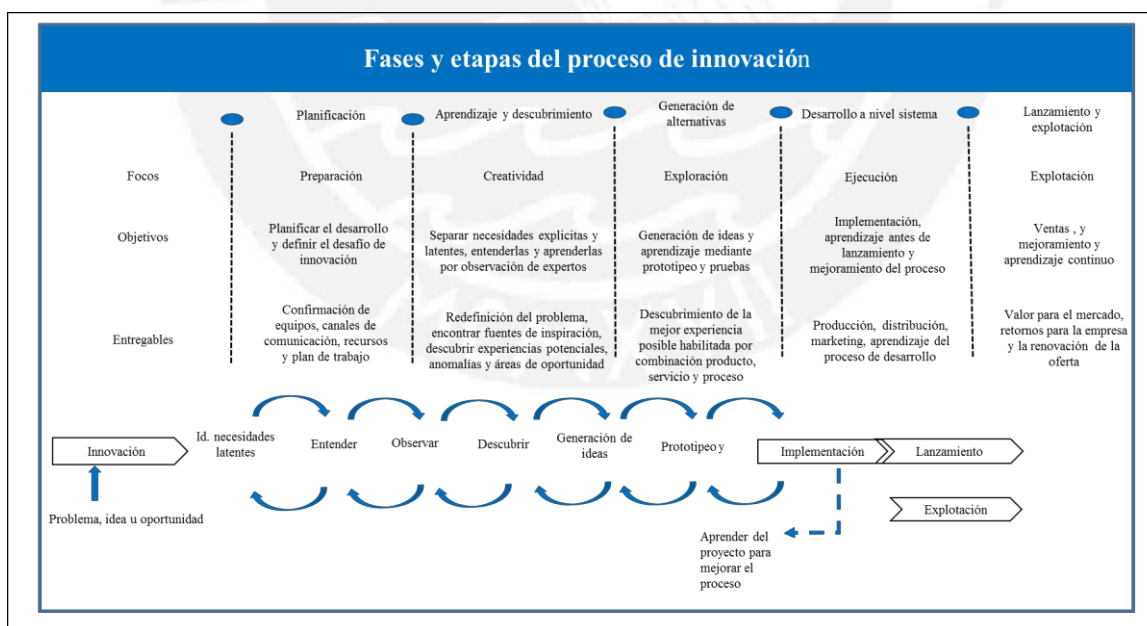 Fases y etapas del proceso de innovación
Planificación
Aprendizaje y descubrimiento
Generación de
alternativas
Desarrollo a nivel sistema
Lanzamiento y
explotación
Focos
Preparación
Creatividad
Exploración
Ejecución
Explotación
Objetivos
Planificar el desarrollo
y definir el desafío de
innovación
Separar necesidades explicitas y
latentes, entenderlas y aprenderlas
por observación de expertos
Generación de ideas y
aprendizaje mediante
prototipeo y pruebas
Implementación,
aprendizaje antes de
lanzamiento y
mejoramiento del proceso
Ventas , y
mejoramiento y
aprendizaje continuo
Entregables
Confirmación de
equipos, canales de
comunicación, recursos
y plan de trabajo
Redefinición del problema,
encontrar fuentes de inspiración,
descubrir experiencias potenciales,
anomalías y áreas de oportunidad
Descubrimiento de la
mejor experiencia
posible habilitada por
combinación producto,
servicio y proceso
Producción, distribución,
marketing, aprendizaje del
proceso de desarrollo
Valor para el mercado,
retornos para la empresa
y la renovación de la
oferta
Innovación
Id. necesidades
latentes
Entender
Observar
Descubrir
Generación de
ideas
Prototipeo y
Implementación
Lanzamiento
Explotación
Problema, idea u oportunidad
Aprender del
proyecto para
mejorar el
proceso